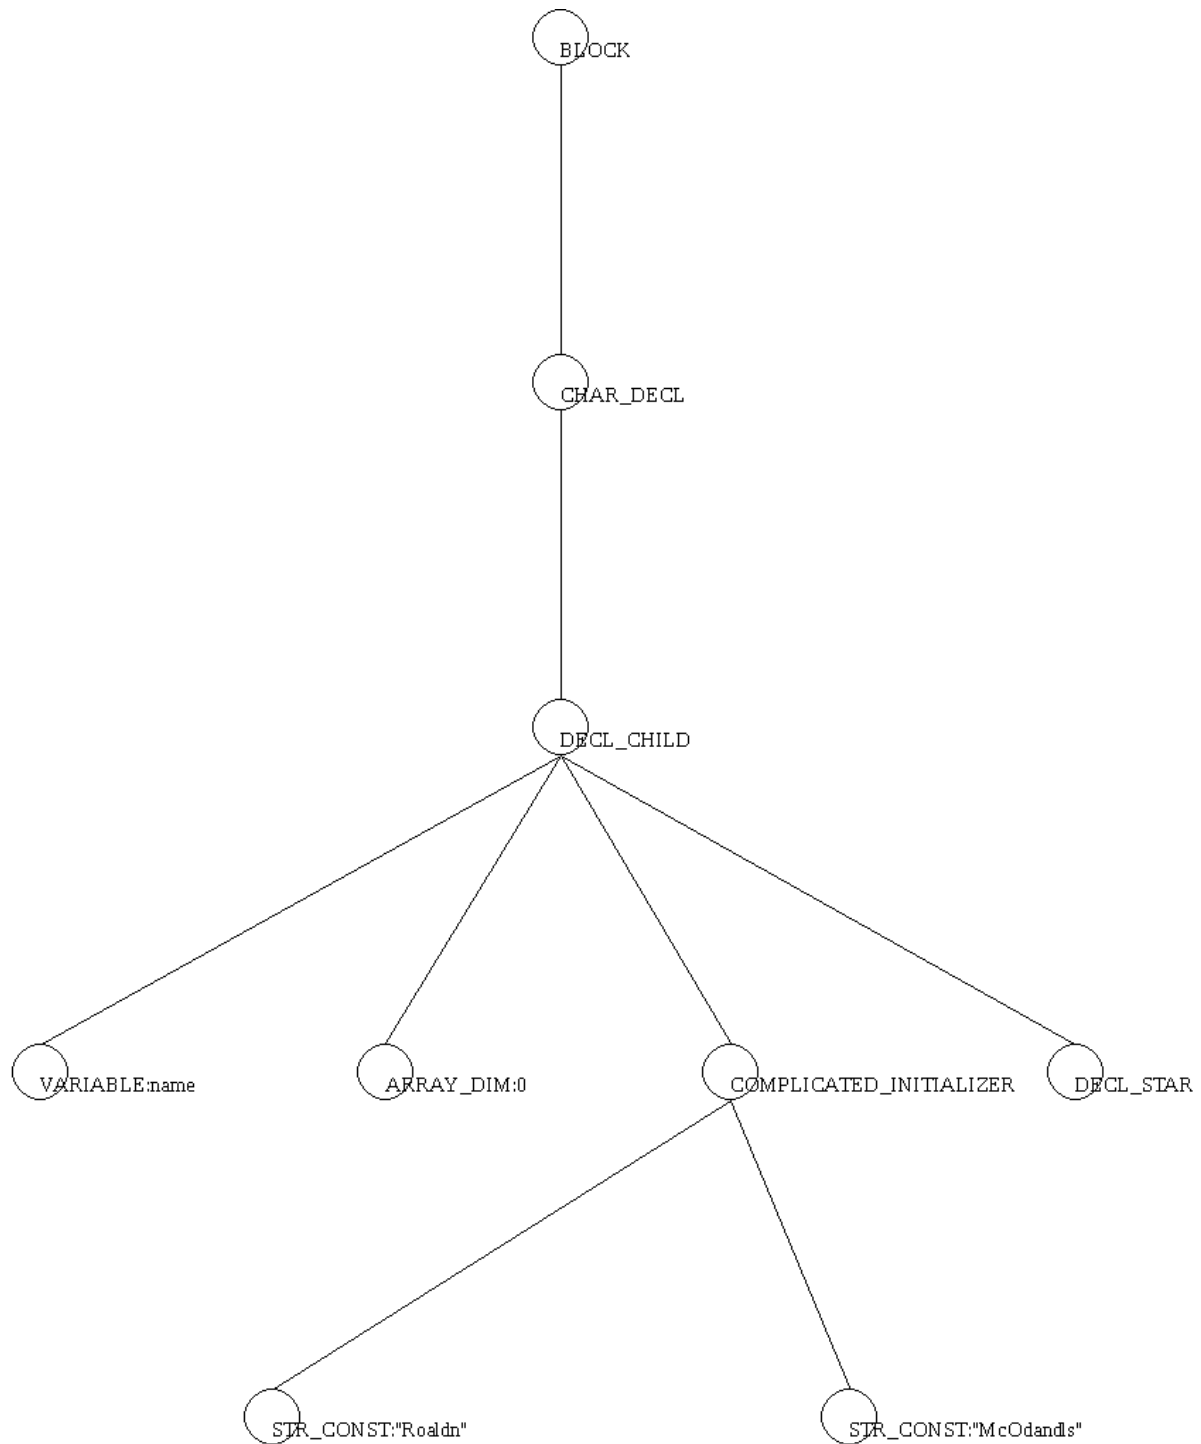 BLOCK
CHAR_DECL
DECL_CHILD
VARIABLE:name
ARRAY_DIM:0
COMPLICATED_INITIALIZER
DECL_STAR
STR_CONST:"Roaldn"
STR_CONST:"McOdandls"